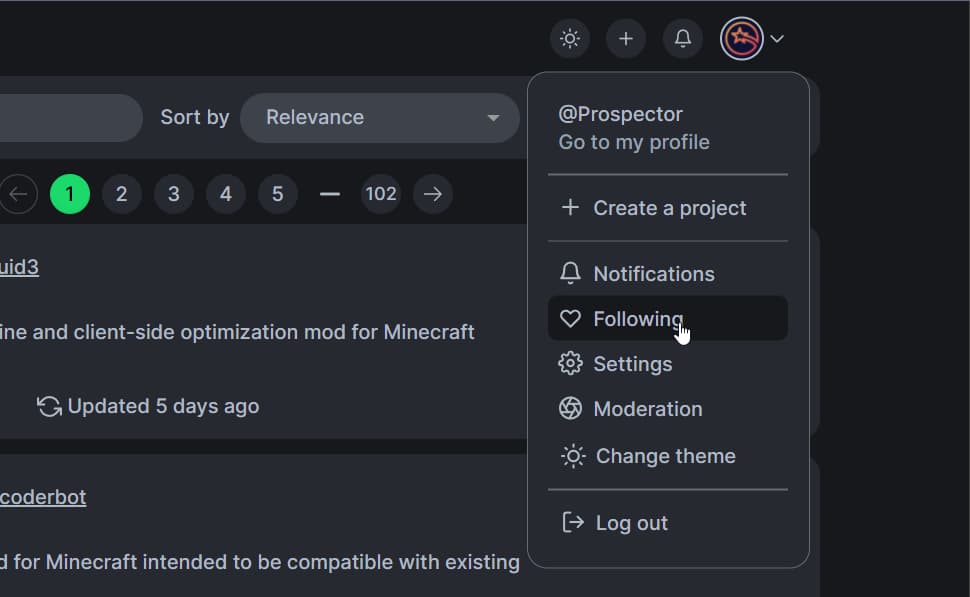 Sort by
Relevance
1 2 3 4 5 102
uid3
ine and client-side optimization mod for Minecraft
Updated 5 days ago
coderbot
d for Minecraft intended to be compatible with existing
@Prospector
Go to my profile
Create a project
Notifications
Following
Settings
Moderation
Change theme
Log out